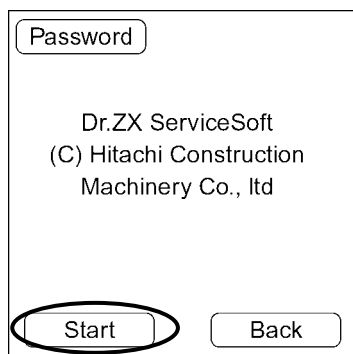 Password
Dr.ZX ServiceSoft
(C) Hitachi Construction
Machinery Co., ltd
Start
Back